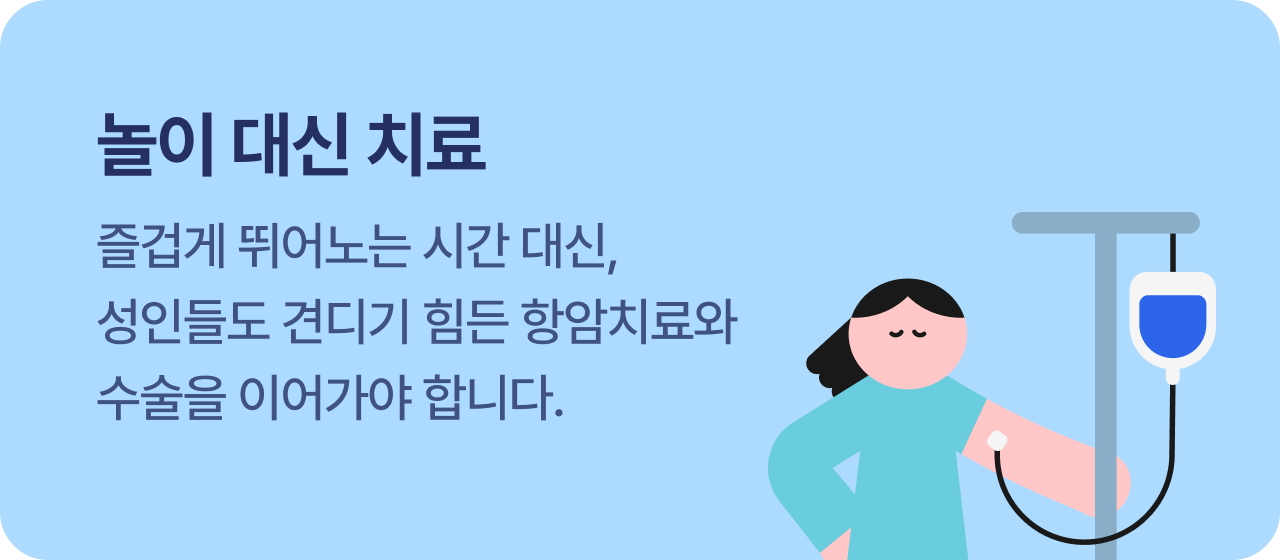 놀이 대신 치료
즐겁게 뛰어노는 시간 대신,
성인들도 견디기 힘든 항암치료와
수술을 이어가야 합니다.